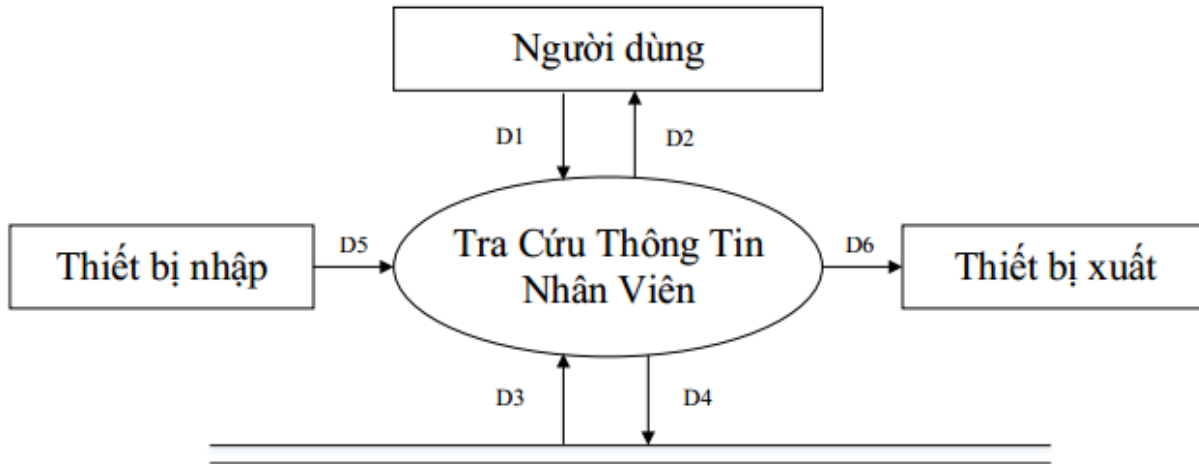 Người dùng
D1
D2
Thiết bị nhập
D5
Tra Cứu Thông Tin
Nhân Viên
D6
Thiết bị xuất
D3
D4